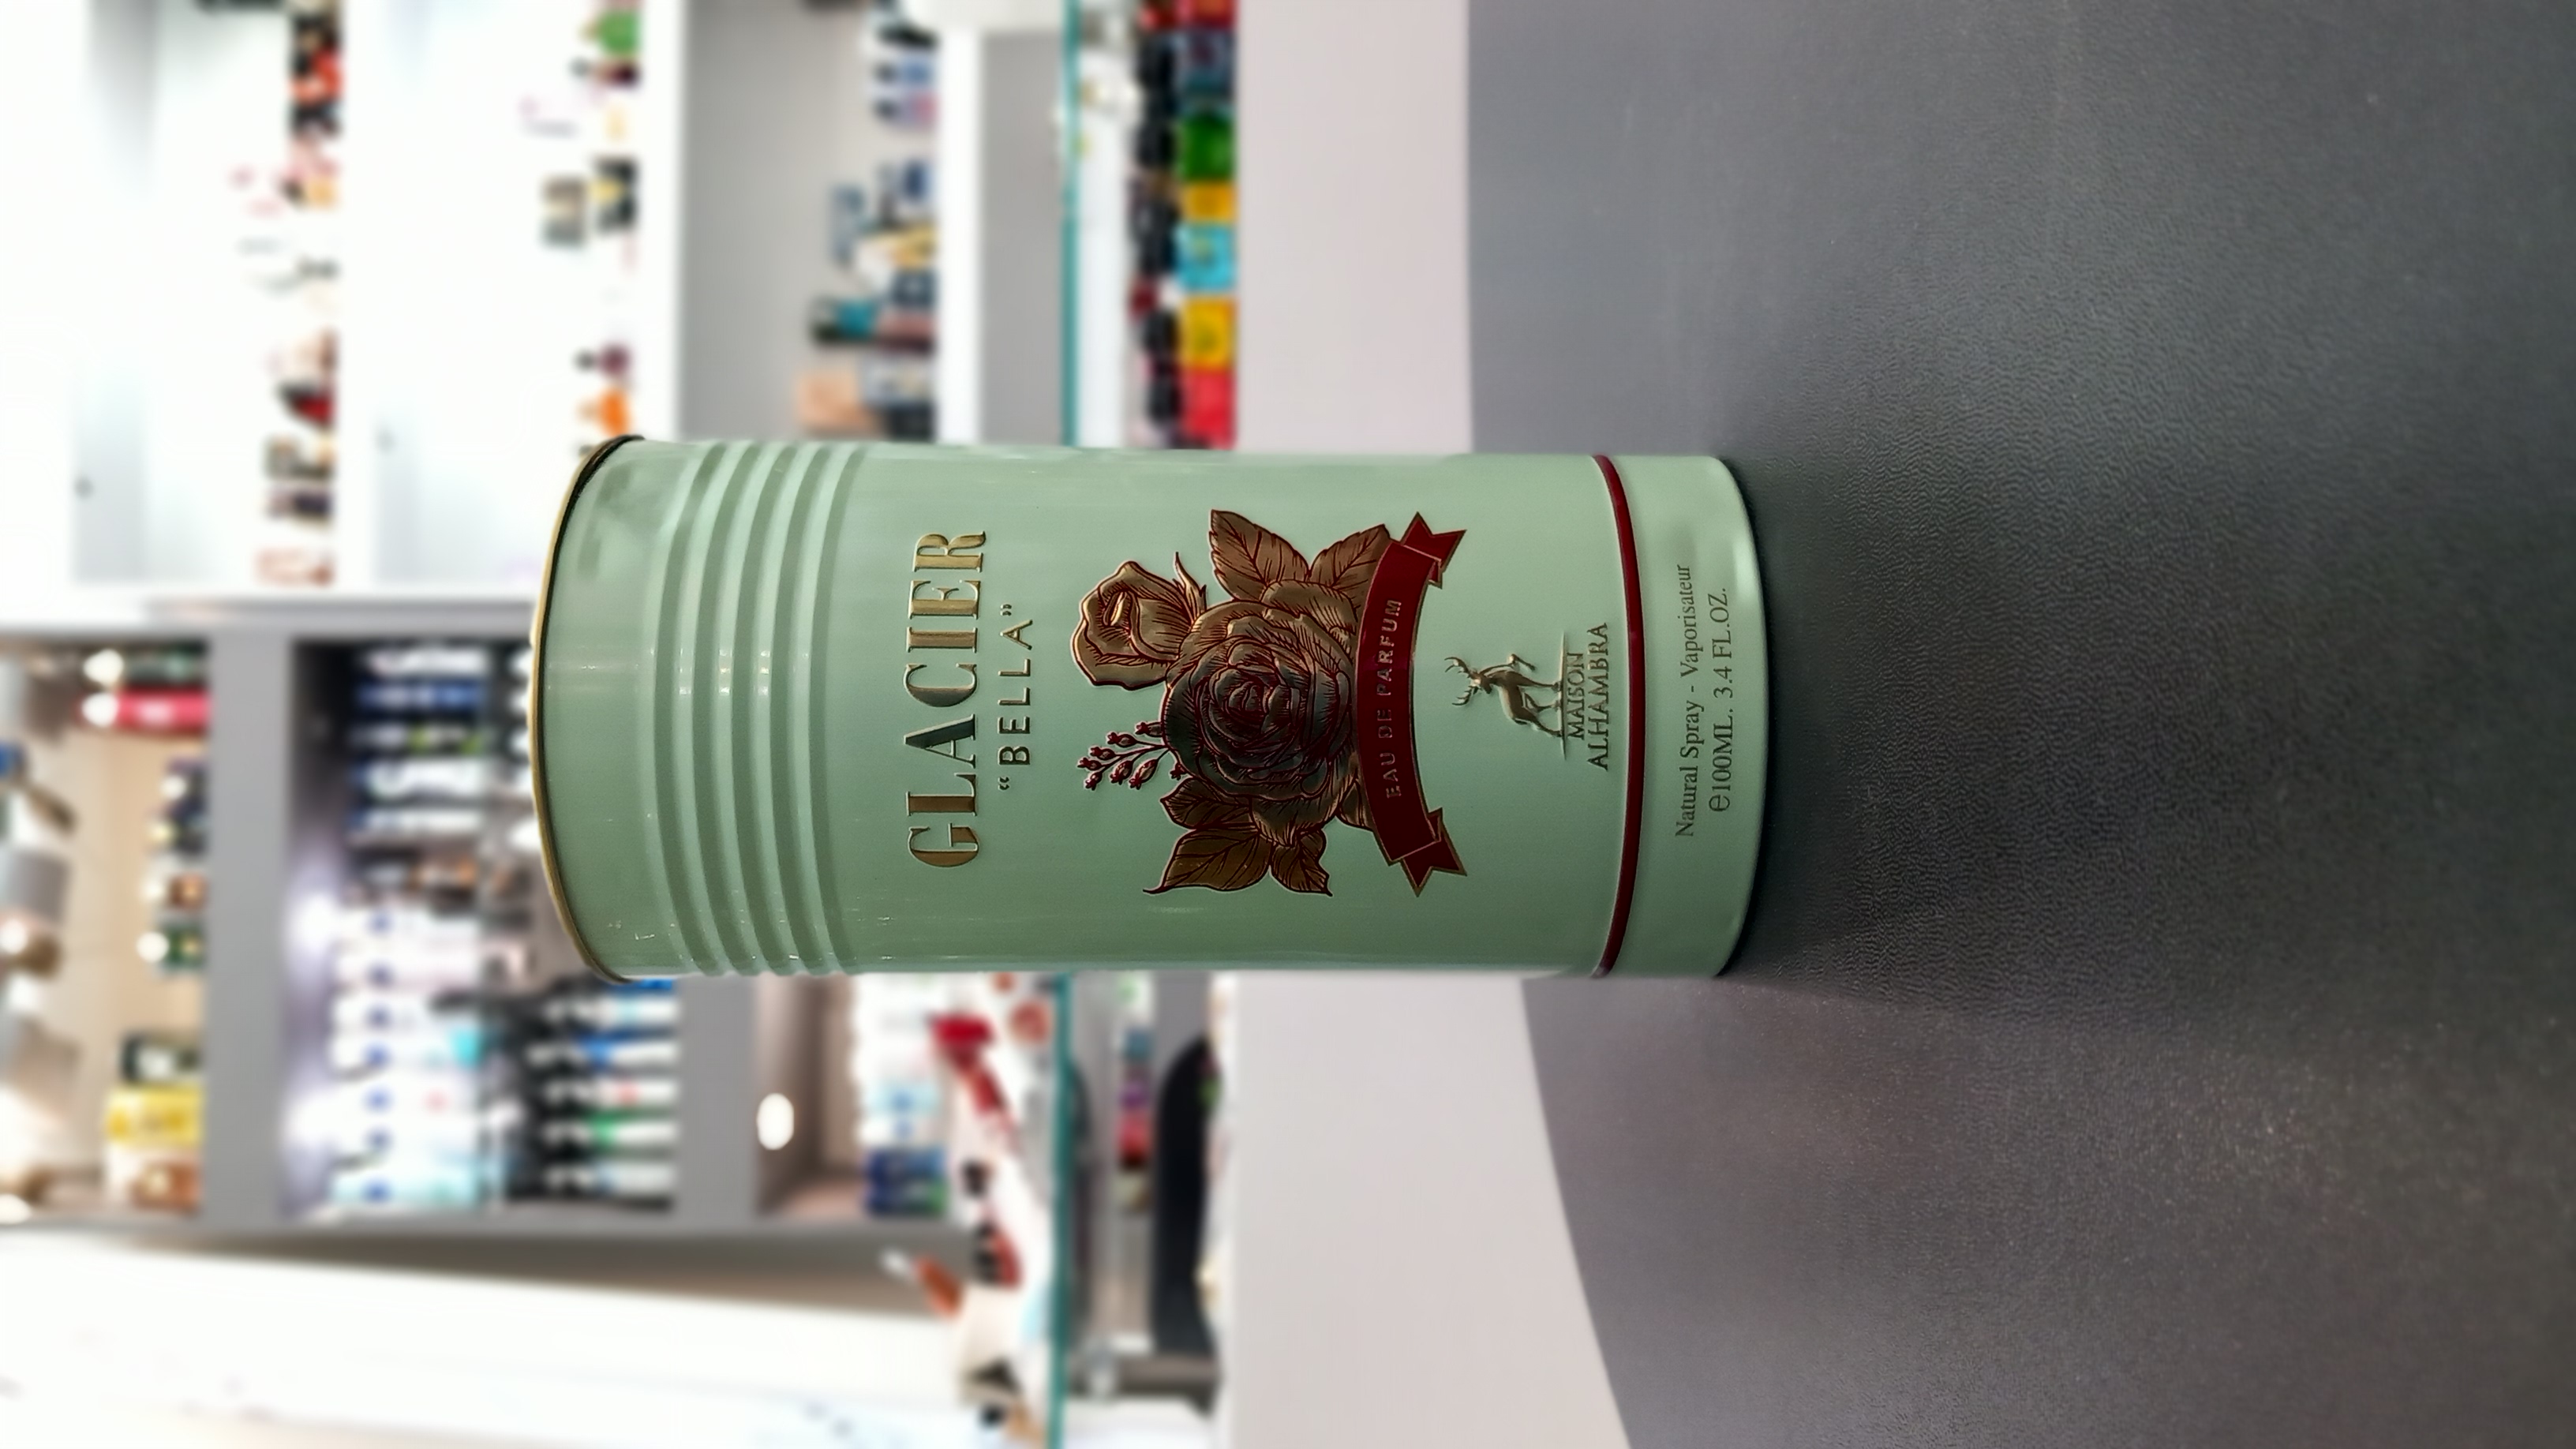 GLACIER
“BELLA”
EAU DE PARFUM
MAISON
ALHAMBRA
Natural Spray - Vaporisateur
℮100ML. 3.4 FL.OZ.